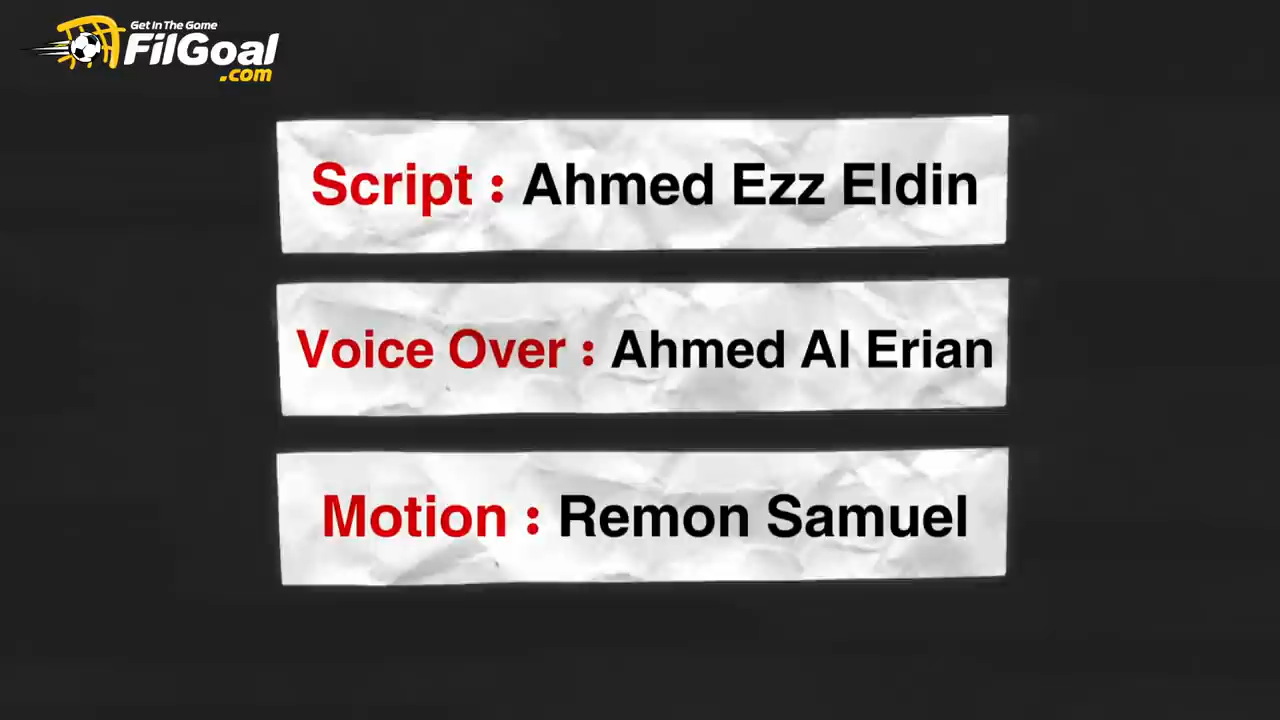 Get In The Game
FilGoal
.com
Script : Ahmed Ezz Eldin
Voice Over : Ahmed Al Erian
Motion : Remon Samuel